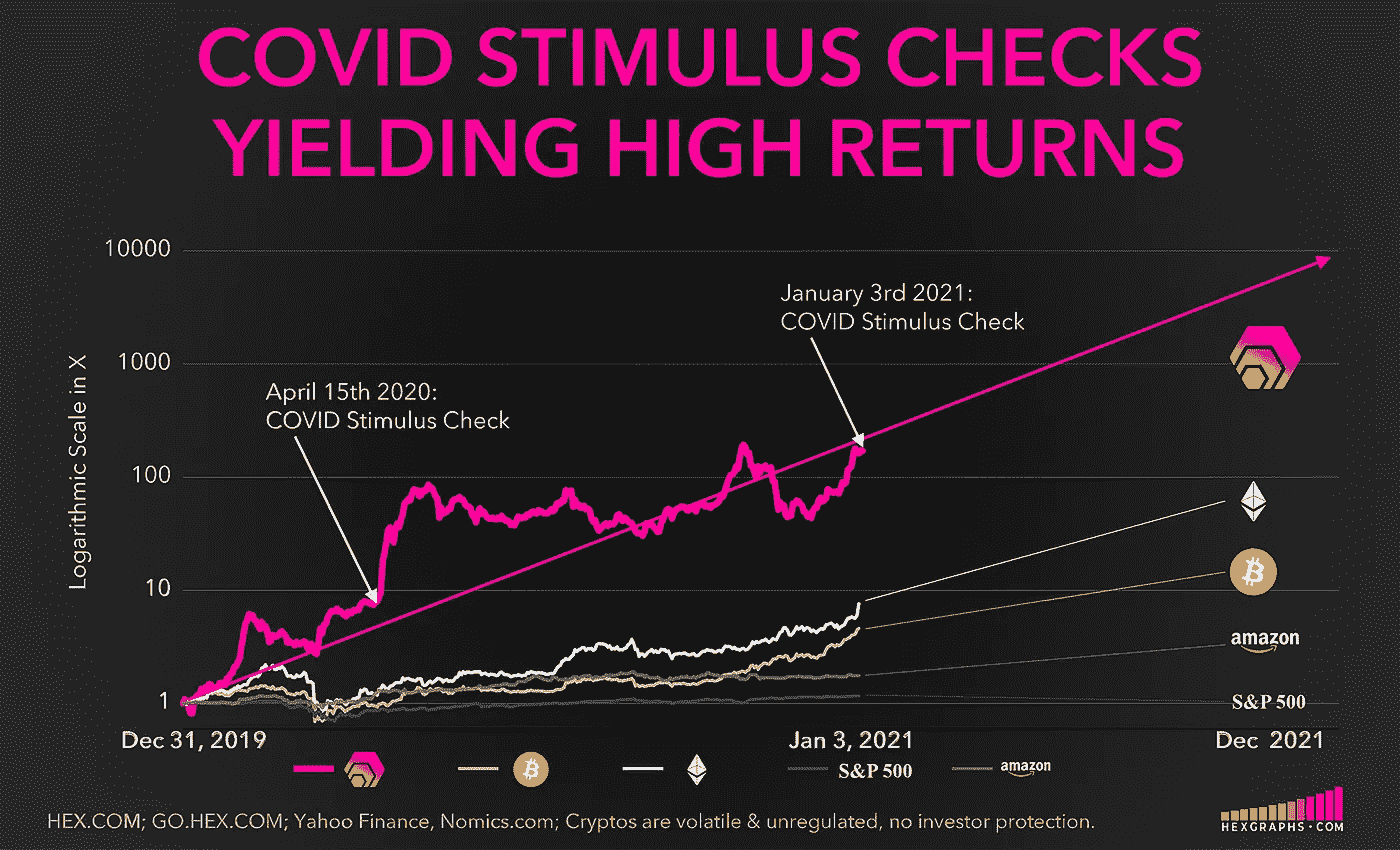 COVID STIMULUS CHECKS
YIELDING HIGH RETURNS
10000
1000
100
10
1
Logarithmic Scale in X
April 15th 2020:
COVID Stimulus Check
January 3rd 2021:
COVID Stimulus Check
amazon
S&P 500
Dec 31, 2019
Jan 3, 2021
Dec 2021
S&P 500
amazon
HEX.COM; GO.HEX.COM; Yahoo Finance, Nomics.com; Cryptos are volatile & unregulated, no investor protection.
HEXGRAPHS·COM